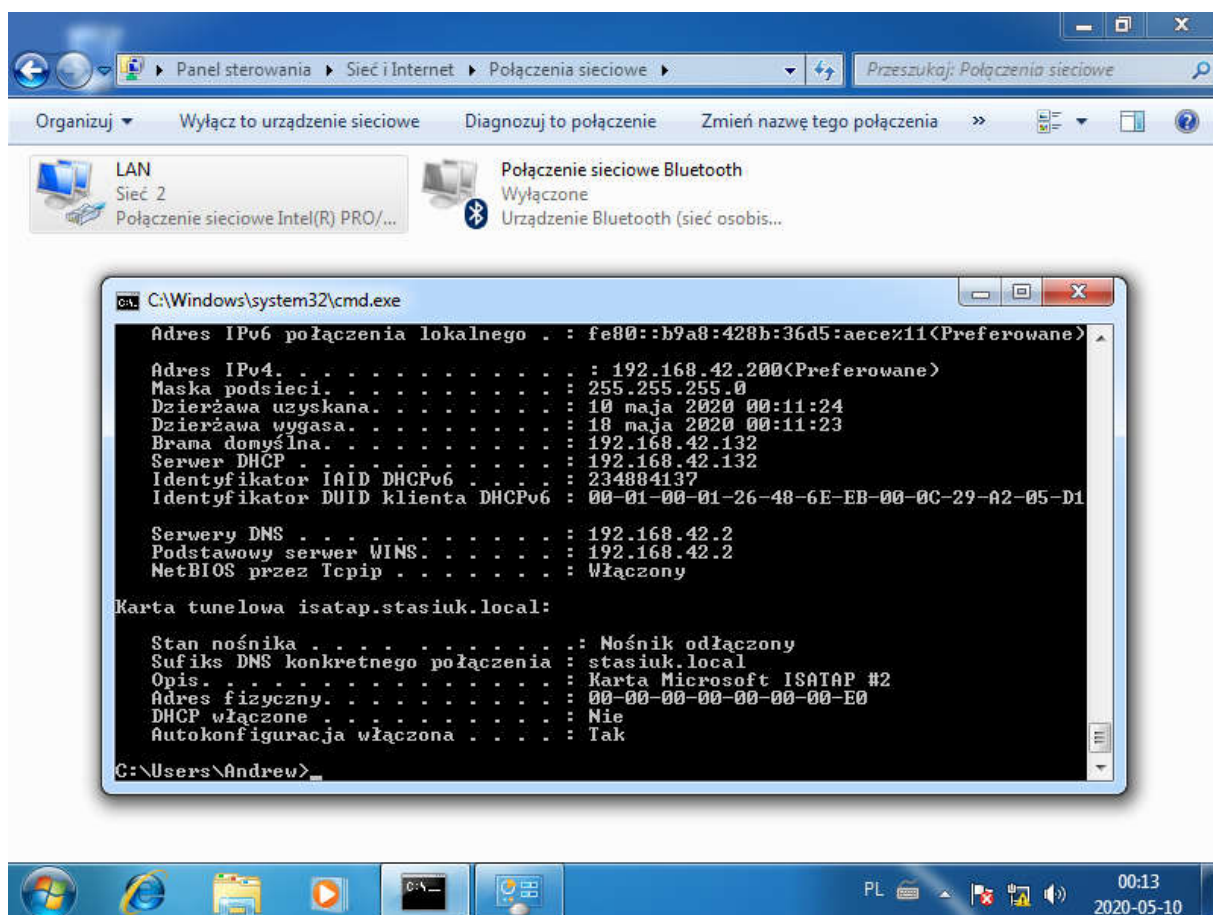 Panel sterowania ▸ Sieć i Internet ▸ Połączenia sieciowe ▸
Przeszukaj: Połączenia sieciowe
Organizuj Wyłącz to urządzenie sieciowe Diagnozuj to połączenie Zmień nazwę tego połączenia »
LAN
Sieć 2
Połączenie sieciowe Intel(R) PRO/...
Połączenie sieciowe Bluetooth
Wyłączone
Urządzenie Bluetooth (sieć osobis...
C:\Windows\system32\cmd.exe
Adres IPv6 połączenia lokalnego . : fe80::b9a8:428b:36d5:aece%11(Preferowane)
Adres IPv4. . . . . . . . . . . . . : 192.168.42.200(Preferowane)
Maska podsieci. . . . . . . . . . : 255.255.255.0
Dzierżawa uzyskana. . . . . . . . : 10 maja 2020 00:11:24
Dzierżawa wygasa. . . . . . . . . : 18 maja 2020 00:11:23
Brama domyślna. . . . . . . . . . : 192.168.42.132
Serwer DHCP . . . . . . . . . . . : 192.168.42.132
Identyfikator IAID DHCPv6 . . . . : 234884137
Identyfikator DUID klienta DHCPv6 : 00-01-00-01-26-48-6E-EB-00-0C-29-A2-05-D1
Serwery DNS . . . . . . . . . . . : 192.168.42.2
Podstawowy serwer WINS. . . . . . : 192.168.42.2
NetBIOS przez Tcpip . . . . . . . : Włączony
Karta tunelowa isatap.stasiuk.local:
Stan nośnika . . . . . . . . . . . .: Nośnik odłączony
Sufiks DNS konkretnego połączenia : stasiuk.local
Opis. . . . . . . . . . . . . . . : Karta Microsoft ISATAP #2
Adres fizyczny. . . . . . . . . . : 00-00-00-00-00-00-00-E0
DHCP włączone . . . . . . . . . . : Nie
Autokonfiguracja włączona . . . . : Tak
C:\Users\Andrew>_
PL
00:13
2020-05-10